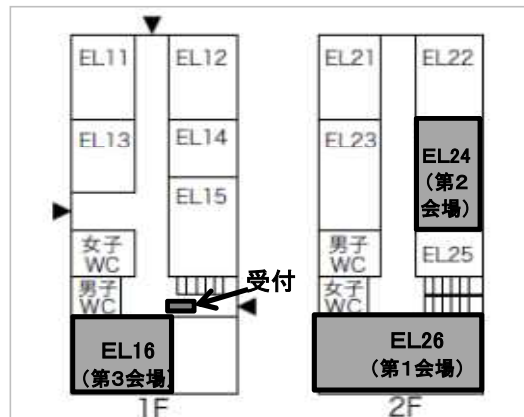 EL11
EL12
EL13
EL14
EL15
女子
WC
男子
WC
受付
EL16
(第3会場)
1F
EL21
EL22
EL23
EL24
(第2
会場)
男子
WC
EL25
女子
WC
EL26
(第1会場)
2F